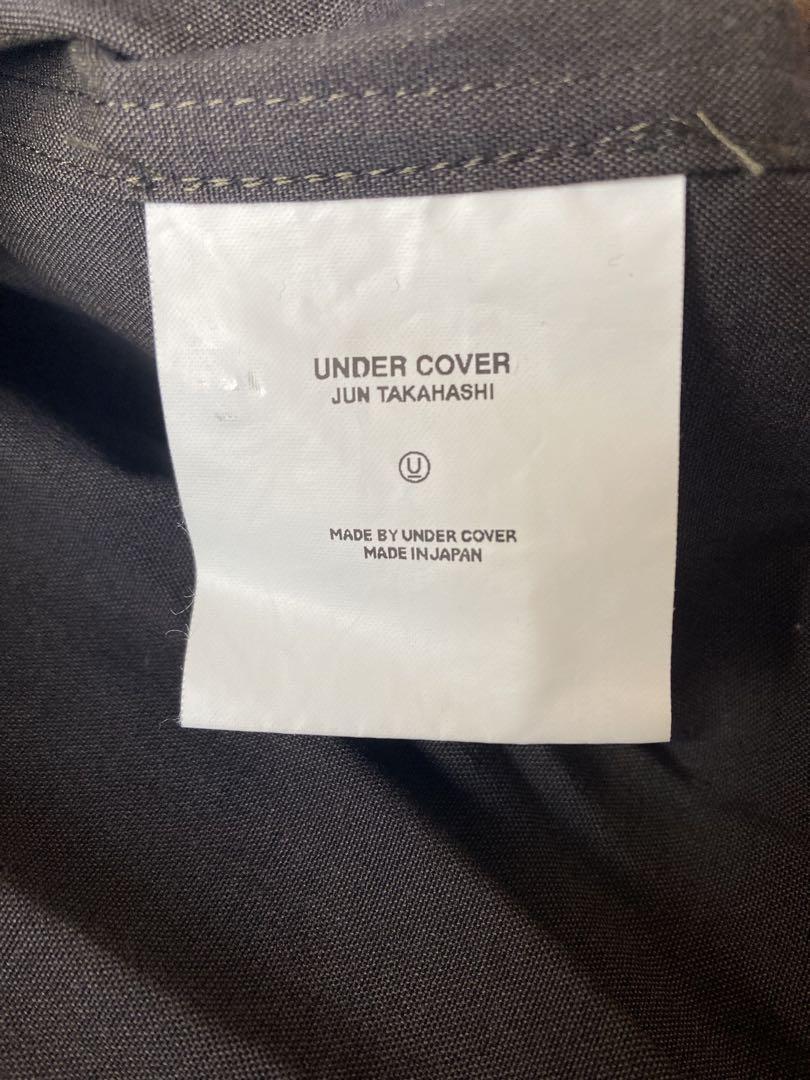 UNDER COVER
JUN TAKAHASHI
U
MADE BY UNDER COVER
MADE IN JAPAN